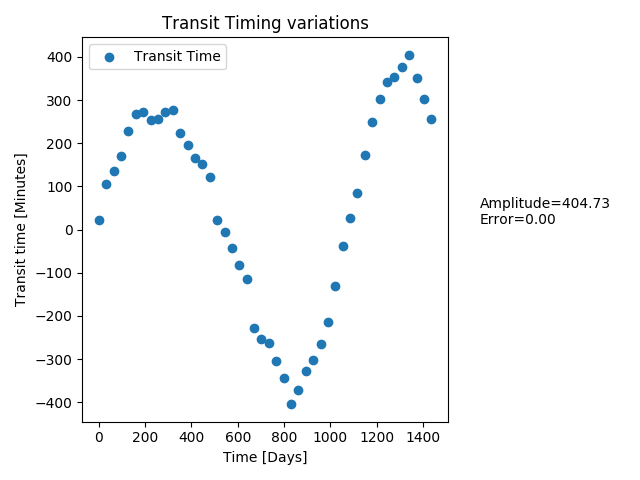 Transit Timing variations
Transit Time
Transit time [Minutes]
400
300
200
100
0
−100
−200
−300
−400
0
200
400
600
800
1000
1200
1400
Time [Days]
Amplitude=404.73
Error=0.00